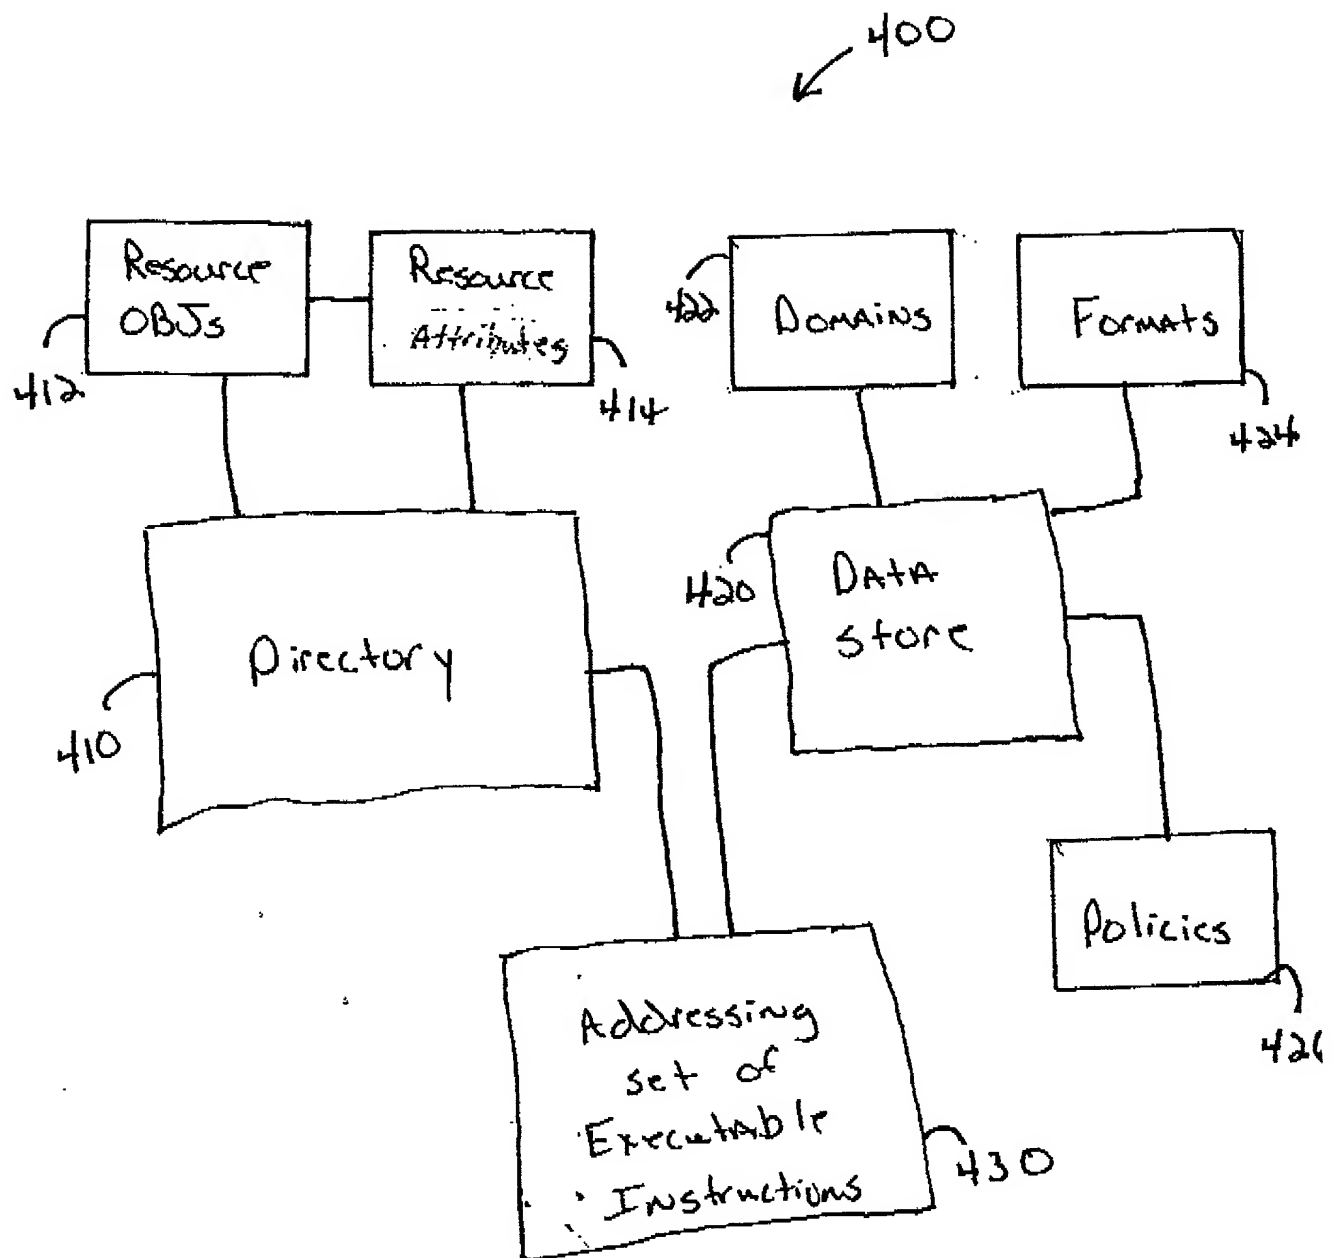 400
Resource
OBJs
412
Resource
Attributes
414
422
Domains
Formats
424
Directory
410
420
Data
store
Policies
Addressing
set of
Executable
Instructions
430